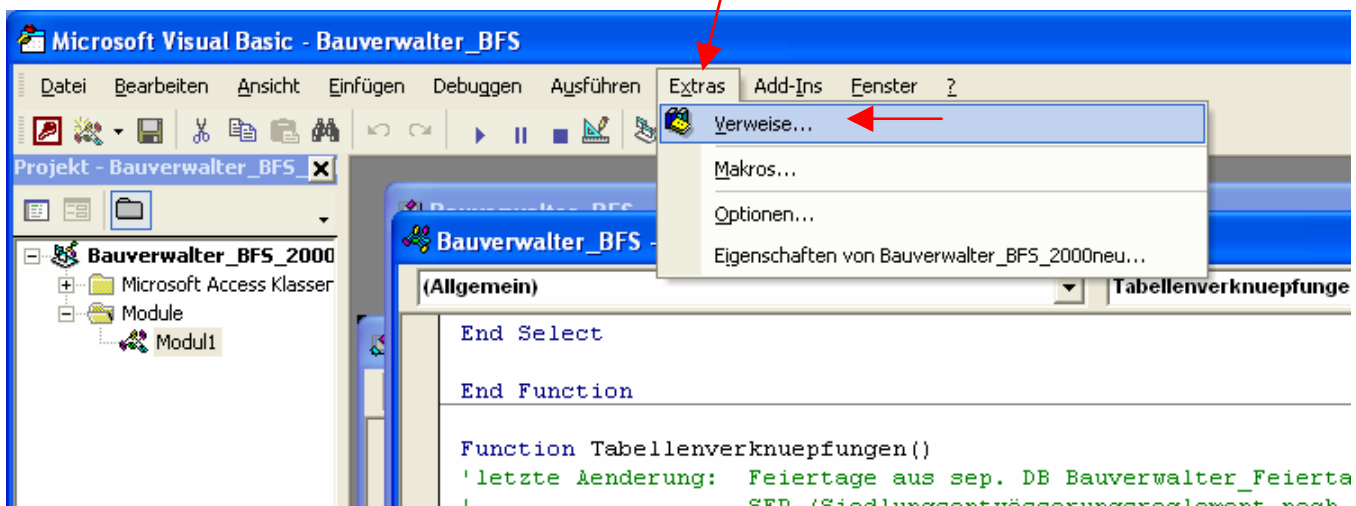 Microsoft Visual Basic - Bauverwalter_BFS
Datei Bearbeiten Ansicht Einfügen Debuggen Ausführen Extras Add-Ins Fenster ?
Verweise...
Makros...
Optionen...
Eigenschaften von Bauverwalter_BFS_2000neu...
Projekt - Bauverwalter_BFS_
Bauverwalter_BFS_2000
Microsoft Access Klassen
Module
Modul1
Bauverwalter_BFS -
(Allgemein) Tabellenverknuepfunge
End Select
End Function
Function Tabellenverknuepfungen()
'letzte Aenderung: Feiertage aus sep. DB Bauverwalter_Feierta